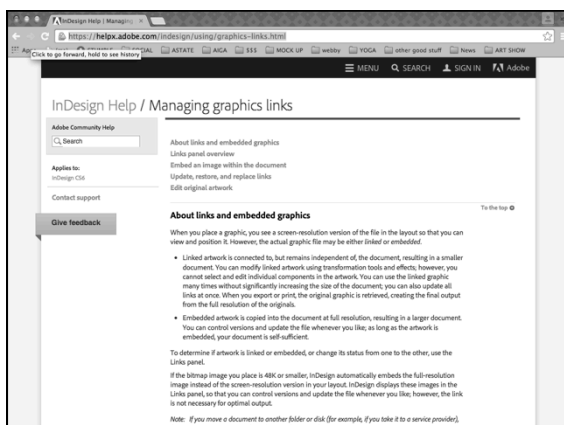 InDesign Help | Managing
https://helpx.adobe.com/indesign/using/graphics-links.html
Click to go forward, hold to see history
SOCIAL ASTATE AIGA $$$ MOCK UP webby YOGA other good stuff News ART SHOW
MENU SEARCH SIGN IN Adobe
InDesign Help / Managing graphics links
Adobe Community Help
Search
Applies to:
InDesign CS6
Contact support
Give feedback
About links and embedded graphics
Links panel overview
Embed an image within the document
Update, restore, and replace links
Edit original artwork
To the top
About links and embedded graphics
When you place a graphic, you see a screen-resolution version of the file in the layout so that you can
view and position it. However, the actual graphic file may be either linked or embedded.
• Linked artwork is connected to, but remains independent of, the document, resulting in a smaller
document. You can modify linked artwork using transformation tools and effects; however, you
cannot select and edit individual components in the artwork. You can use the linked graphic
many times without significantly increasing the size of the document; you can also update all
links at once. When you export or print, the original graphic is retrieved, creating the final output
from the full resolution of the originals.
• Embedded artwork is copied into the document at full resolution, resulting in a larger document.
You can control versions and update the file whenever you like; as long as the artwork is
embedded, your document is self-sufficient.
To determine if artwork is linked or embedded, or change its status from one to the other, use the
Links panel.
If the bitmap image you place is 48K or smaller, InDesign automatically embeds the full-resolution
image instead of the screen-resolution version in your layout. InDesign displays these images in the
Links panel, so that you can control versions and update the file whenever you like; however, the link
is not necessary for optimal output.
Note: If you move a document to another folder or disk (for example, if you take it to a service provider),